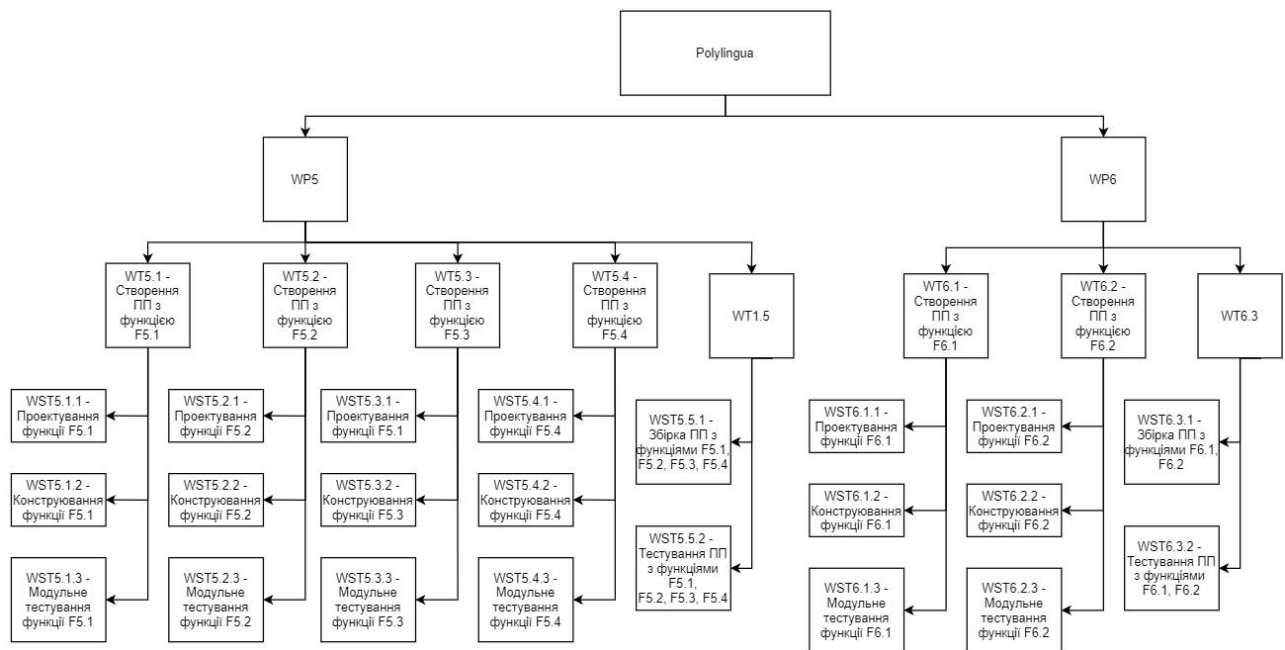 Polylingua
WP5
WP6
WT5.1 -
Створення
ПП з
функцією
F5.1
WT5.2 -
Створення
ПП з
функцією
F5.2
WT5.3 -
Створення
ПП з
функцією
F5.3
WT5.4 -
Створення
ПП з
функцією
F5.4
WT1.5
WT6.1 -
Створення
ПП з
функцією
F6.1
WT6.2 -
Створення
ПП з
функцією
F6.2
WT6.3
WST5.1.1 -
Проектування
функції F5.1
WST5.2.1 -
Проектування
функції F5.2
WST5.3.1 -
Проектування
функції F5.1
WST5.4.1 -
Проектування
функції F5.4
WST5.5.1 -
Збірка ПП з
функціями F5.1,
F5.2, F5.3, F5.4
WST6.1.1 -
Проектування
функції F6.1
WST6.2.1 -
Проектування
функції F6.2
WST6.3.1 -
Збірка ПП з
функціями F6.1,
F6.2
WST5.1.2 -
Конструювання
функції F5.1
WST5.2.2 -
Конструювання
функції F5.2
WST5.3.2 -
Конструювання
функції F5.3
WST5.4.2 -
Конструювання
функції F5.4
WST6.1.2 -
Конструювання
функції F6.1
WST6.2.2 -
Конструювання
функції F6.2
WST5.5.2 -
Тестування ПП
з функціями
F5.1,
F5.2, F5.3, F5.4
WST6.3.2 -
Тестування ПП
з функціями
F6.1, F6.2
WST5.1.3 -
Модульне
тестування
функції F5.1
WST5.2.3 -
Модульне
тестування
функції F5.2
WST5.3.3 -
Модульне
тестування
функції F5.3
WST5.4.3 -
Модульне
тестування
функції F5.4
WST6.1.3 -
Модульне
тестування
функції F6.1
WST6.2.3 -
Модульне
тестування
функції F6.2